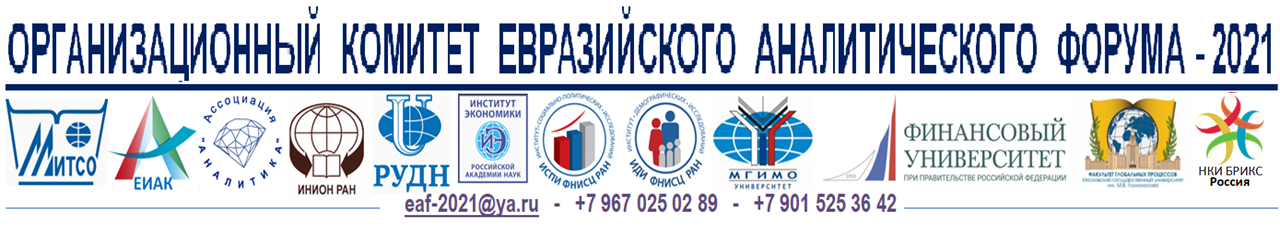 ОРГАНИЗАЦИОННЫЙ КОМИТЕТ ЕВРАЗИЙСКОГО АНАЛИТИЧЕСКОГО ФОРУМА - 2021
МИТСО
ЕИАК
Ассоциация
"АНАЛИТИКА"
ИНИОН РАН
РУДН
ИНСТИТУТ
ЭКОНОМИКИ
РОССИЙСКОЙ
АКАДЕМИИ НАУК
ИНСТИТУТ СОЦИАЛЬНО-ПОЛИТИЧЕСКИХ ИССЛЕДОВАНИЙ
ИСПИ ФНИСЦ РАН
ИНСТИТУТ ДЕМОГРАФИЧЕСКИХ ИССЛЕДОВАНИЙ
ИДИ ФНИСЦ РАН
МГИМО
УНИВЕРСИТЕТ
1919
ФИНАНСОВЫЙ
УНИВЕРСИТЕТ
ПРИ ПРАВИТЕЛЬСТВЕ РОССИЙСКОЙ ФЕДЕРАЦИИ
ФАКУЛЬТЕТ ГЛОБАЛЬНЫХ ПРОЦЕССОВ
Московский государственный университет
им. М.В. Ломоносова
НКИ БРИКС
Россия
eaf-2021@ya.ru - +7 967 025 02 89 - +7 901 525 36 42